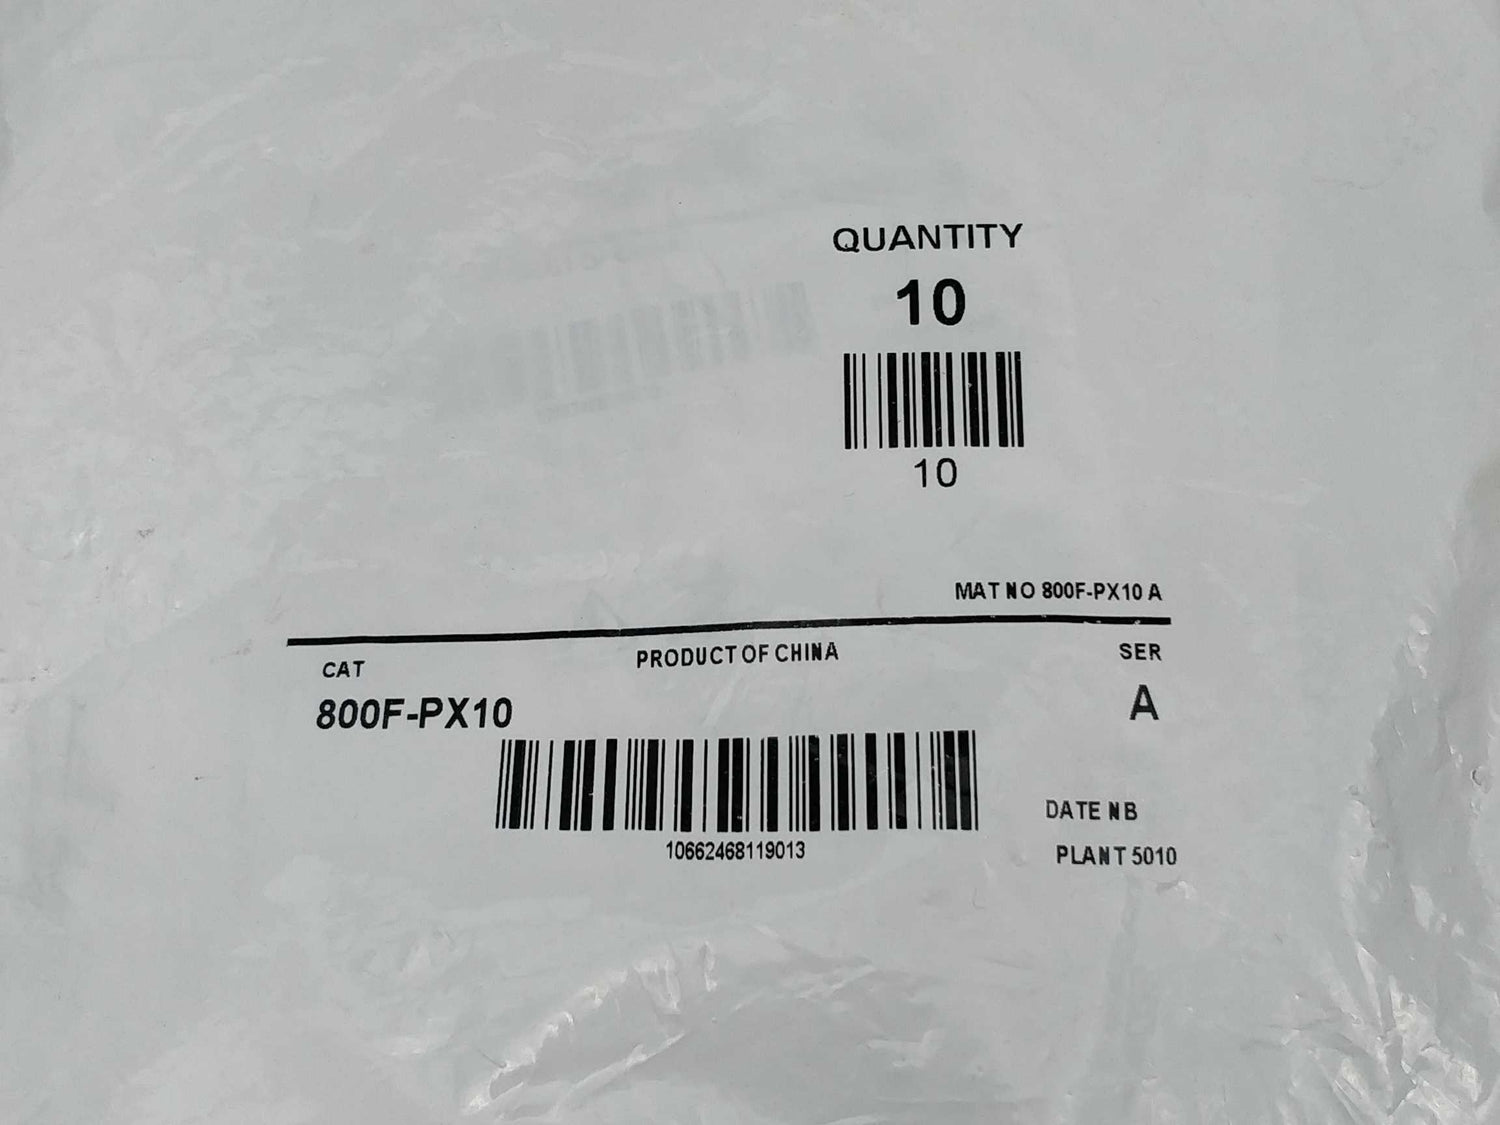 QUANTITY
10
10
MAT NO 800F-PX10 A
CAT
PRODUCT OF CHINA
SER
800F-PX10
A
10662468119013
DATE NB
PLANT 5010